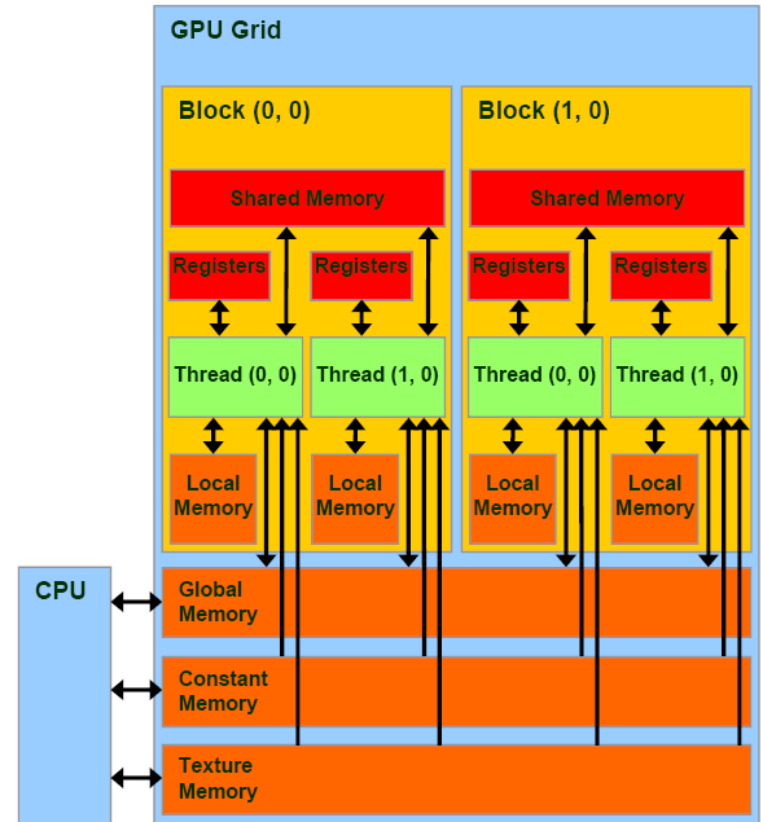 GPU Grid
Block (0, 0)
Block (1, 0)
Shared Memory
Shared Memory
Registers
Registers
Registers
Registers
Thread (0, 0)
Thread (1, 0)
Thread (0, 0)
Thread (1, 0)
Local
Memory
Local
Memory
Local
Memory
Local
Memory
CPU
Global
Memory
Constant
Memory
Texture
Memory